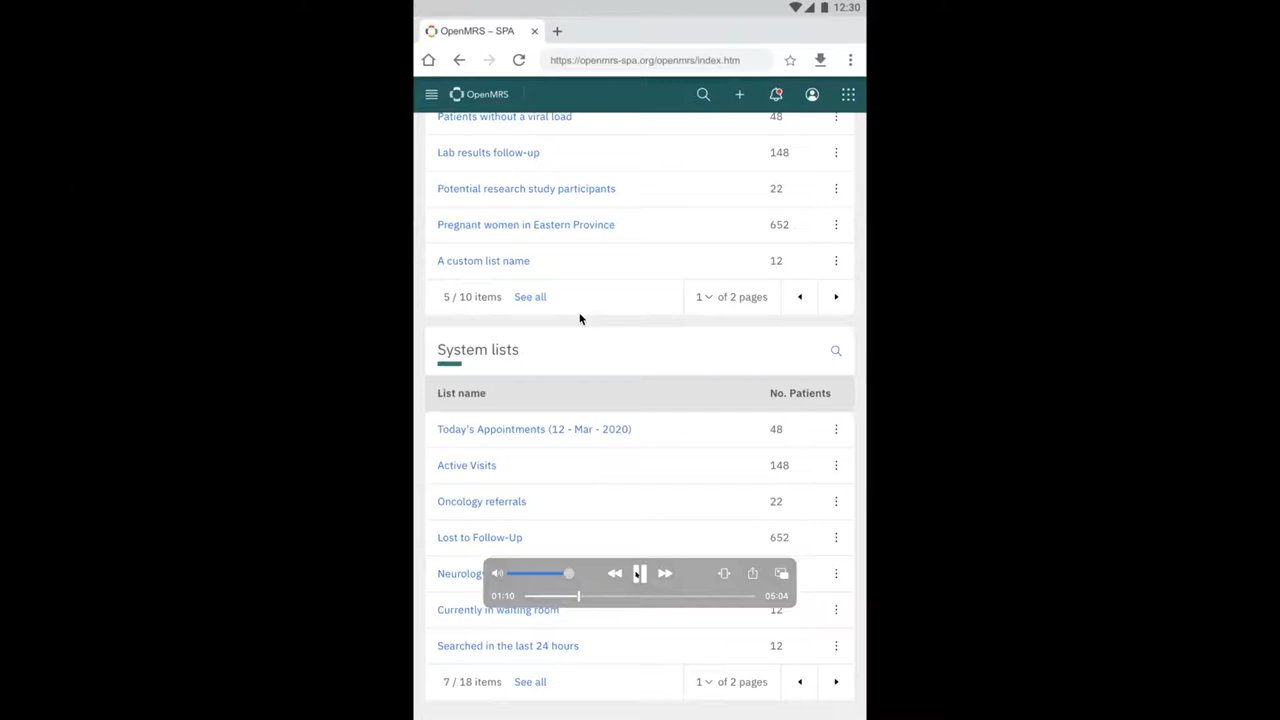 12:30
OpenMRS – SPA
https://openmrs-spa.org/openmrs/index.htm
OpenMRS
Patients without a viral load 48
Lab results follow-up 148
Potential research study participants 22
Pregnant women in Eastern Province 652
A custom list name 12
5 / 10 items See all 1 of 2 pages
System lists
List name No. Patients
Today's Appointments (12 - Mar - 2020) 48
Active Visits 148
Oncology referrals 22
Lost to Follow-Up 652
Neurology
01:10 05:04
Currently in waiting room 12
Searched in the last 24 hours 12
7 / 18 items See all 1 of 2 pages